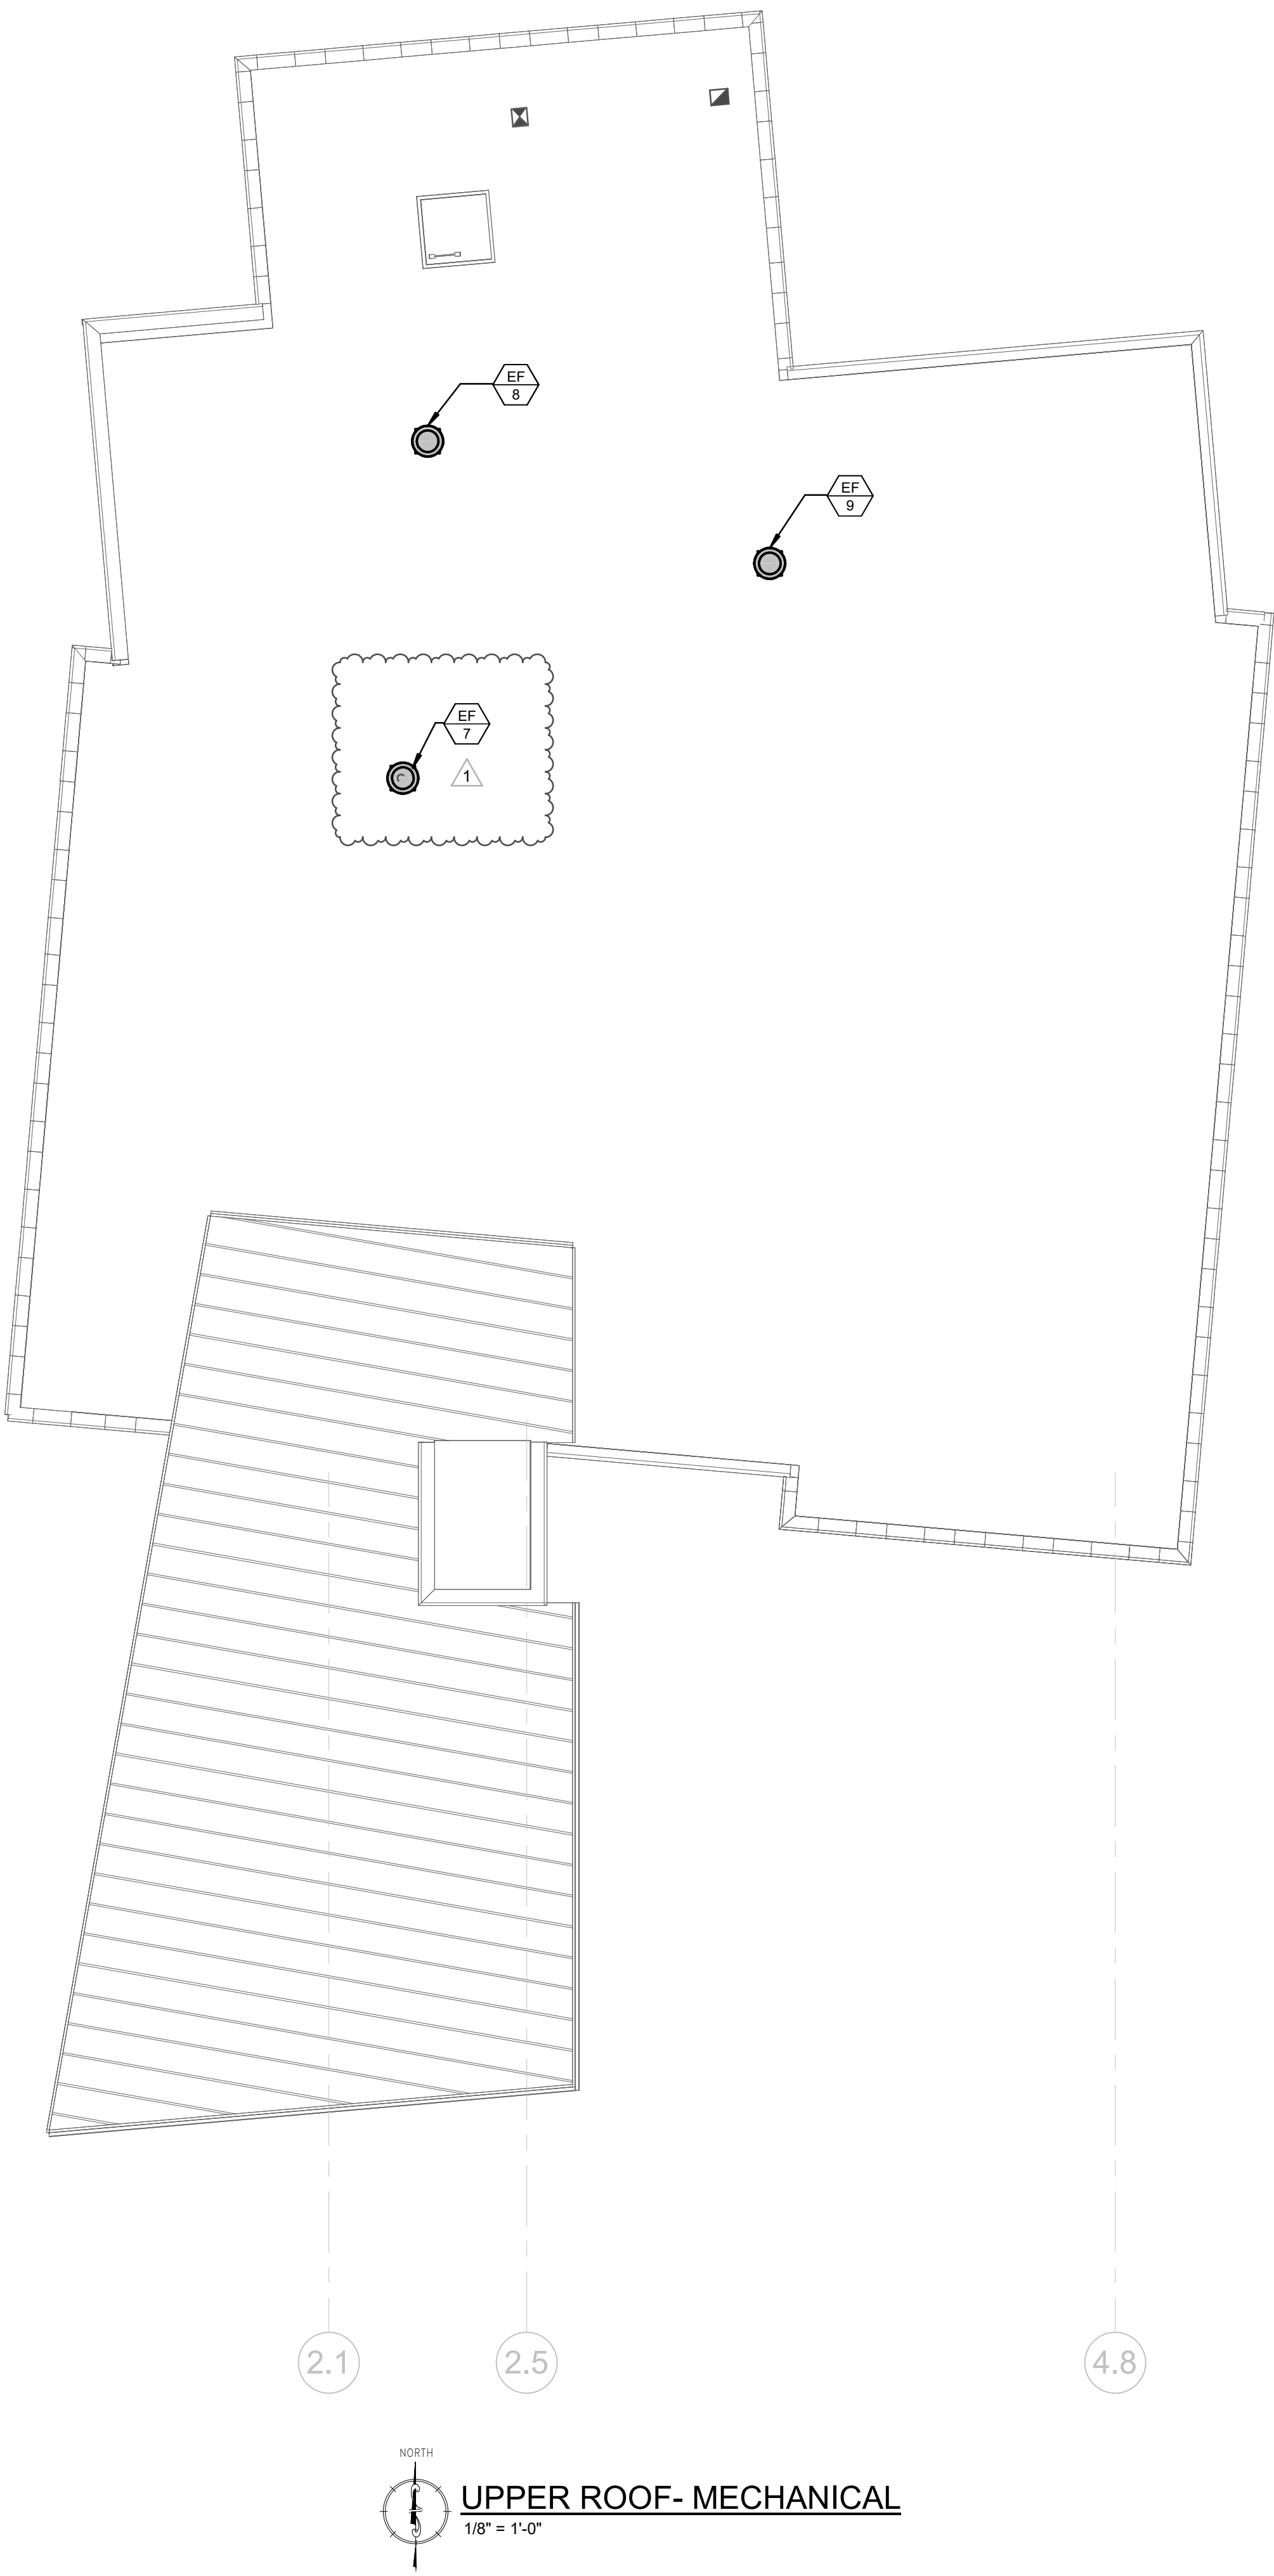 EF
8
EF
9
EF
7
1
2.1
2.5
4.8
NORTH
UPPER ROOF- MECHANICAL
1/8" = 1'-0"